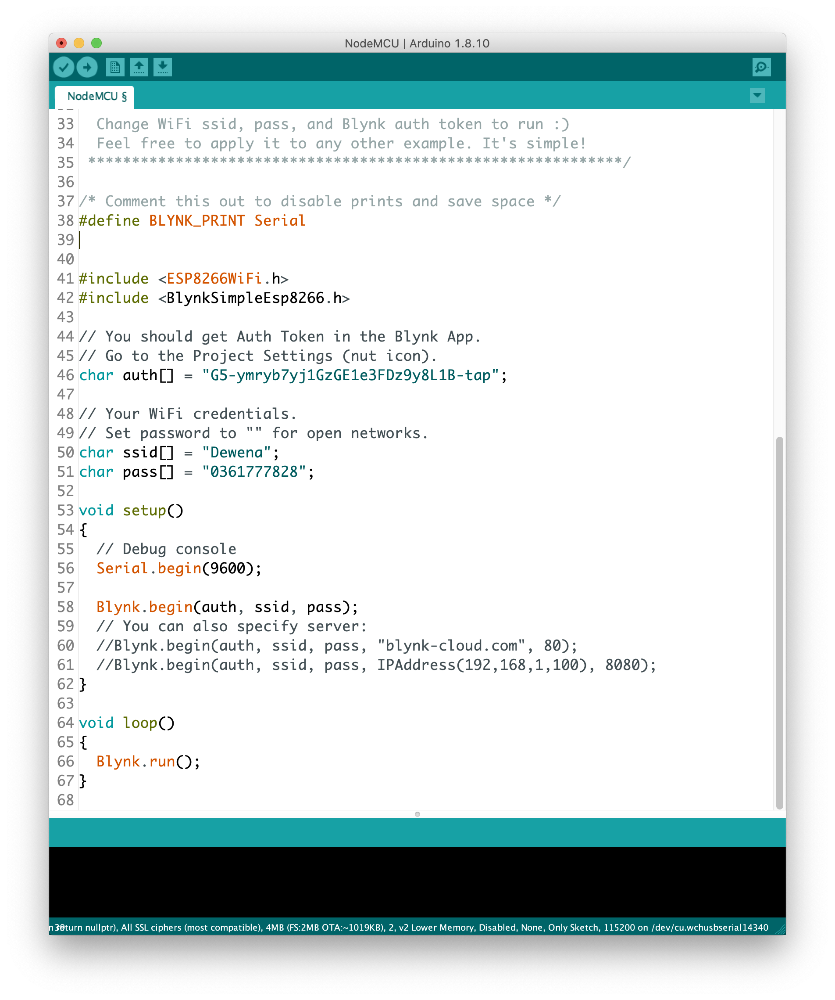 NodeMCU | Arduino 1.8.10
NodeMCU §
33 Change WiFi ssid, pass, and Blynk auth token to run :)
34 Feel free to apply it to any other example. It's simple!
35 *************************************************************/
36
37 /* Comment this out to disable prints and save space */
38 #define BLYNK_PRINT Serial
39
40
41 #include <ESP8266WiFi.h>
42 #include <BlynkSimpleEsp8266.h>
43
44 // You should get Auth Token in the Blynk App.
45 // Go to the Project Settings (nut icon).
46 char auth[] = "G5-ymryb7yj1GzGE1e3FDz9y8L1B-tap";
47
48 // Your WiFi credentials.
49 // Set password to "" for open networks.
50 char ssid[] = "Dewena";
51 char pass[] = "0361777828";
52
53 void setup()
54 {
55 // Debug console
56 Serial.begin(9600);
57
58 Blynk.begin(auth, ssid, pass);
59 // You can also specify server:
60 //Blynk.begin(auth, ssid, pass, "blynk-cloud.com", 80);
61 //Blynk.begin(auth, ssid, pass, IPAddress(192,168,1,100), 8080);
62 }
63
64 void loop()
65 {
66 Blynk.run();
67 }
68
nullptr), All SSL ciphers (most compatible), 4MB (FS:2MB OTA:~1019KB), 2, v2 Lower Memory, Disabled, None, Only Sketch, 115200 on /dev/cu.wchusbserial14340